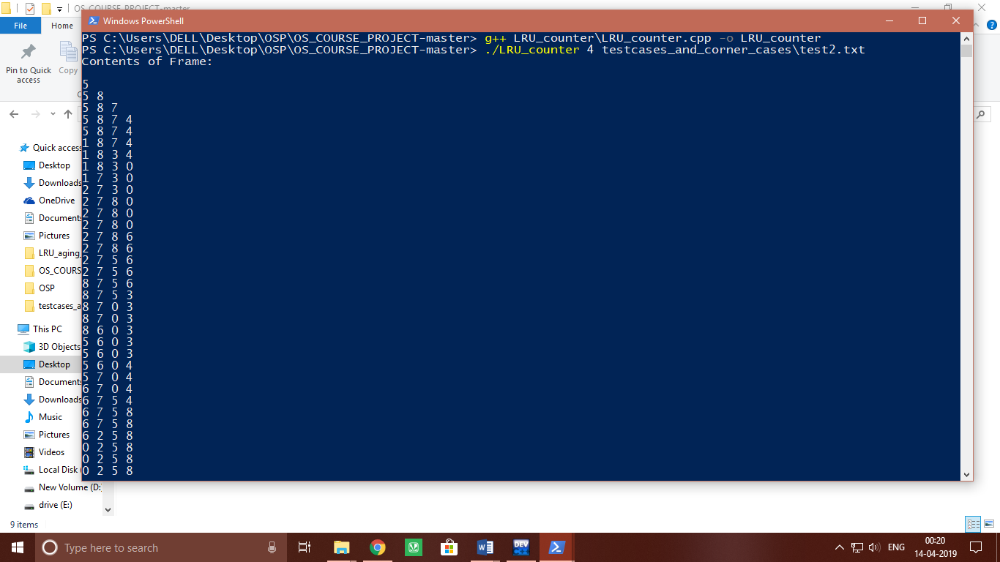 OS_COURSE_PROJECT-master
Windows PowerShell
File
Home
Pin to Quick
access
Copy
PS C:\Users\DELL\Desktop\OSP\OS_COURSE_PROJECT-master> g++ LRU_counter\LRU_counter.cpp -o LRU_counter
PS C:\Users\DELL\Desktop\OSP\OS_COURSE_PROJECT-master> ./LRU_counter 4 testcases_and_corner_cases\test2.txt
Contents of Frame:
5
5 8
5 8 7
5 8 7 4
5 8 7 4
1 8 7 4
1 8 3 4
1 8 3 0
1 7 3 0
2 7 3 0
2 7 8 0
2 7 8 0
2 7 8 0
2 7 8 6
2 7 8 6
2 7 5 6
2 7 5 6
8 7 5 6
8 7 5 3
8 7 0 3
8 7 0 3
8 6 0 3
5 6 0 3
5 6 0 3
5 6 0 4
5 7 0 4
6 7 0 4
6 7 5 4
6 7 5 8
6 7 5 8
6 2 5 8
0 2 5 8
0 2 5 8
0 2 5 8
Quick access
Desktop
Downloads
OneDrive
Documents
Pictures
LRU_aging_
OS_COURS
OSP
testcases_a
This PC
3D Objects
Desktop
Documents
Downloads
Music
Pictures
Videos
Local Disk (
New Volume (D:
drive (E:)
9 items
Type here to search
DEV
ENG
00:20
14-04-2019